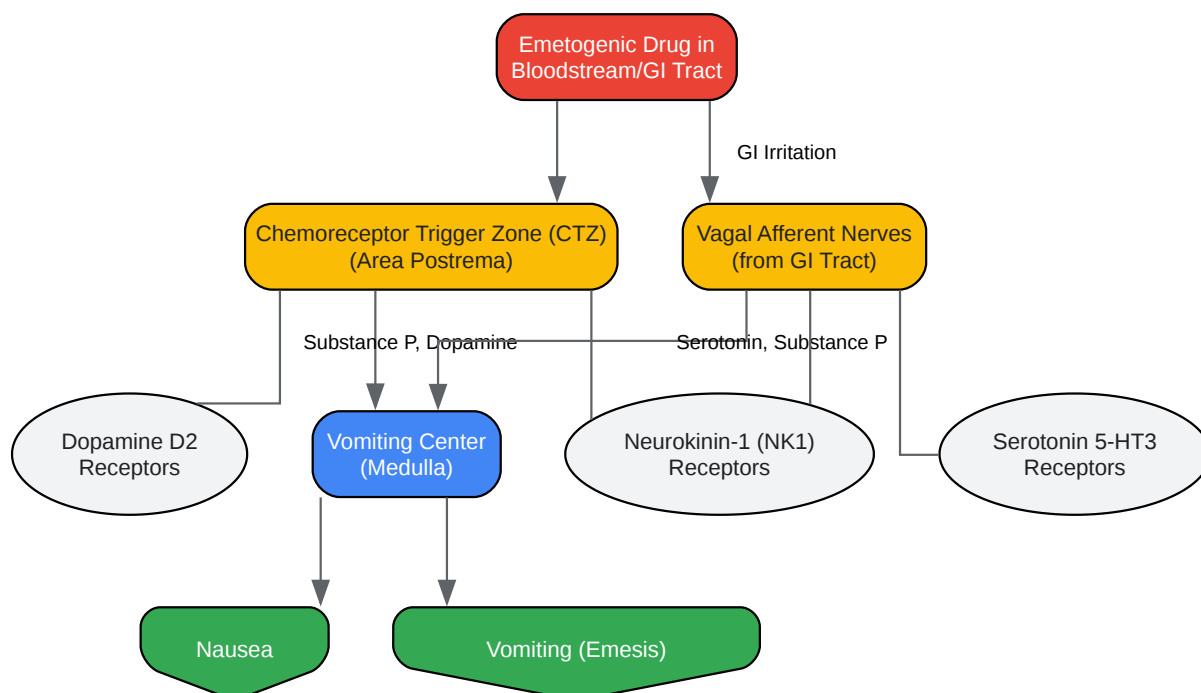 Emetogenic Drug in
Bloodstream/GI Tract
GI Irritation
Chemoreceptor Trigger Zone (CTZ)
(Area Postrema)
Vagal Afferent Nerves
(from GI Tract)
Substance P, Dopamine
Serotonin, Substance P
Dopamine D2
Receptors
Vomiting Center
(Medulla)
Neurokinin-1 (NK1)
Receptors
Serotonin 5-HT3
Receptors
Nausea
Vomiting (Emesis)